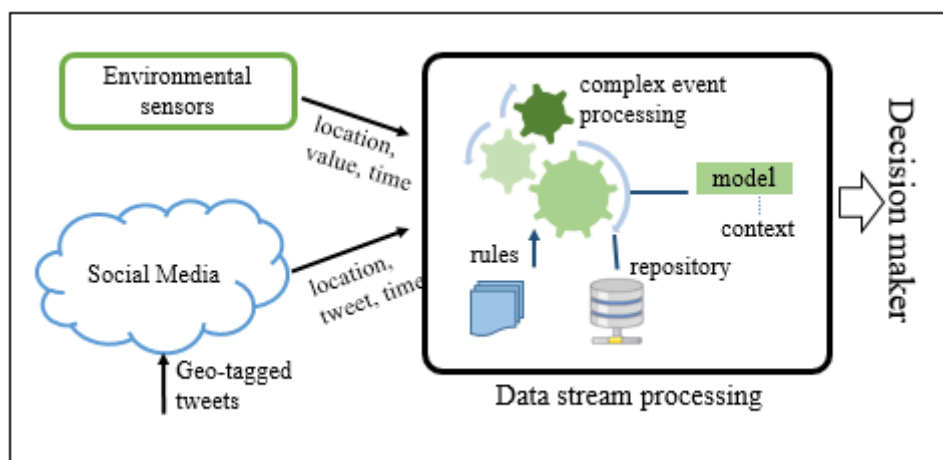 Environmental
sensors
location,
value, time
Social Media
location,
tweet, time
Geo-tagged
tweets
complex event
processing
model
context
rules
repository
Data stream processing
Decision maker